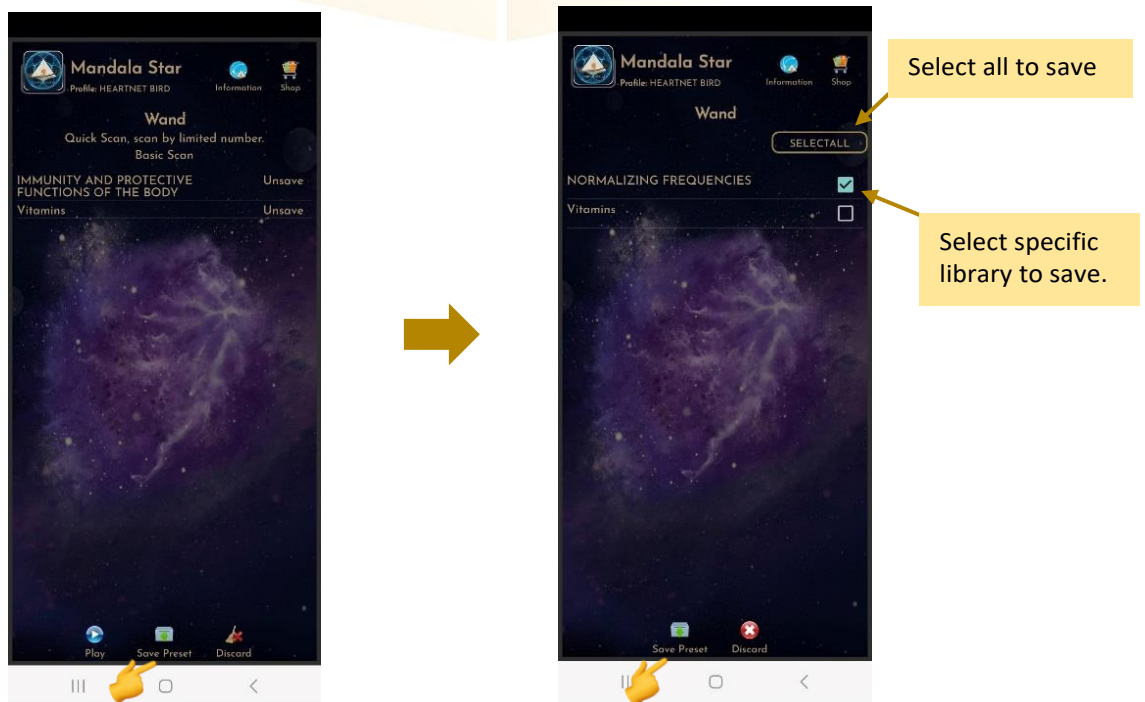 Mandala Star
Profile: HEARTNET BIRD
Information
Shop
Wand
Quick Scan, scan by limited number.
Basic Scan
IMMUNITY AND PROTECTIVE
FUNCTIONS OF THE BODY
Unsave
Vitamins
Unsave
Play
Save Preset
Discard
Mandala Star
Profile: HEARTNET BIRD
Information
Shop
Wand
SELECTALL
NORMALIZING FREQUENCIES
Vitamins
Save Preset
Discard
Select all to save
Select specific
library to save.